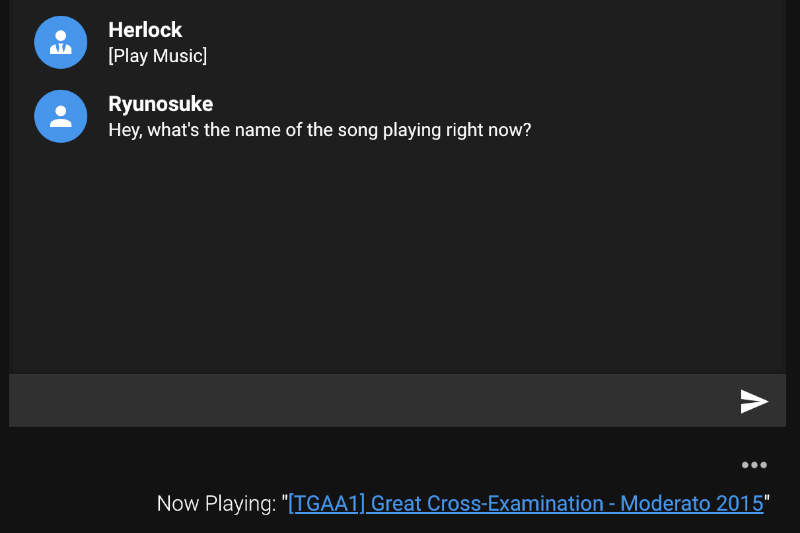 Herlock
[Play Music]
Ryunosuke
Hey, what's the name of the song playing right now?
Now Playing: "[TGAA1] Great Cross-Examination - Moderato 2015"